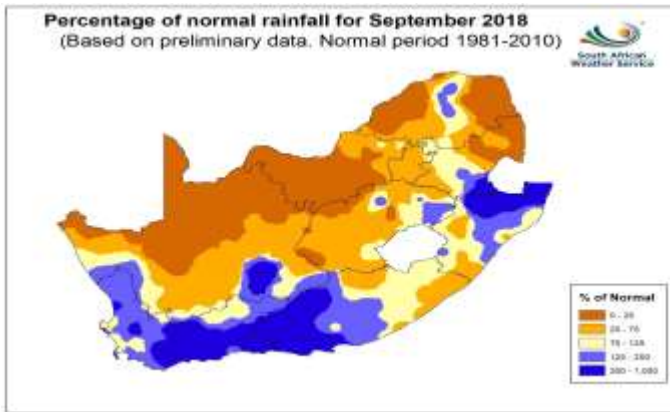 Percentage of normal rainfall for September 2018
(Based on preliminary data. Normal period 1981-2010)
South African
Weather Service
% of Normal
0 - 25
25 - 75
75 - 125
125 - 200
200 - 1,000